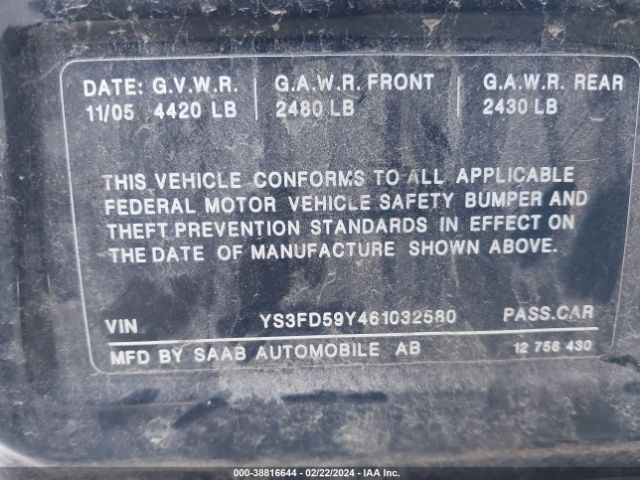 DATE: G.V.W.R. G.A.W.R. FRONT G.A.W.R. REAR
11/05 4420 LB 2480 LB 2430 LB
THIS VEHICLE CONFORMS TO ALL APPLICABLE
FEDERAL MOTOR VEHICLE SAFETY BUMPER AND
THEFT PREVENTION STANDARDS IN EFFECT ON
THE DATE OF MANUFACTURE SHOWN ABOVE.
VIN YS3FD59Y461032580 PASS.CAR
MFD BY SAAB AUTOMOBILE AB 12 756 430
000-38816644 - 02/22/2024 - IAA Inc.